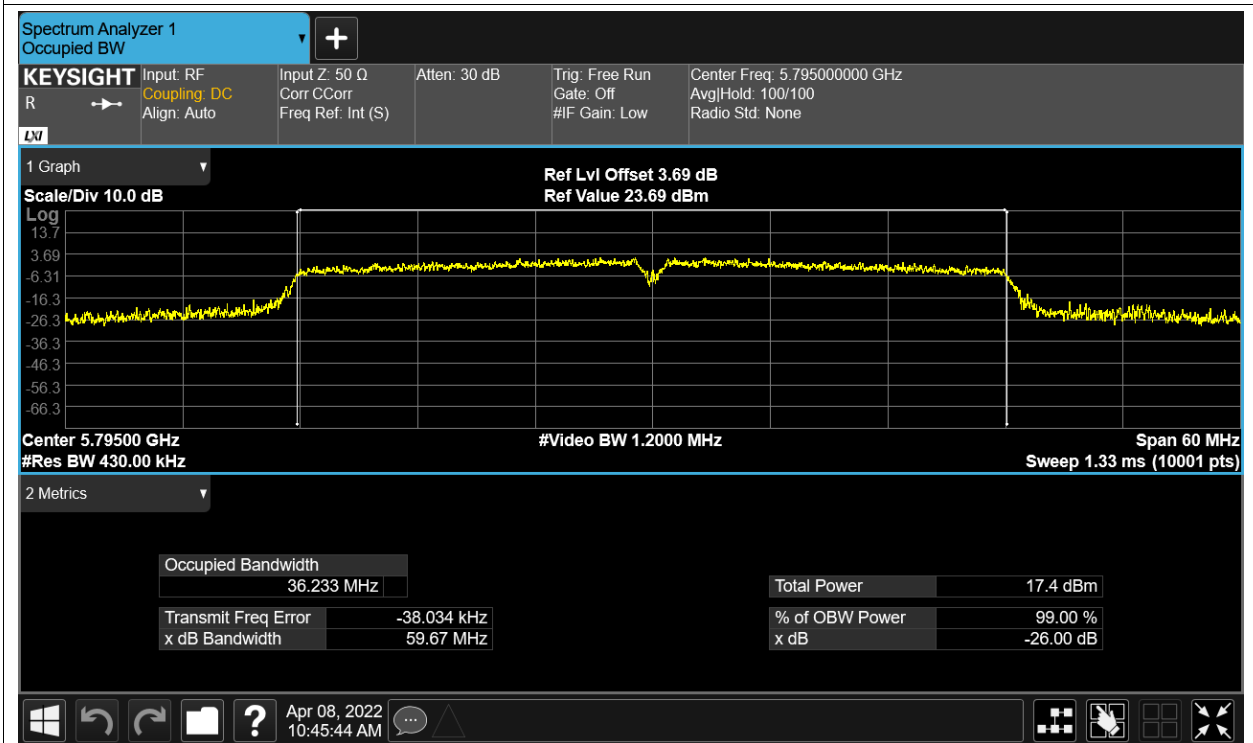 Spectrum Analyzer 1
Occupied BW
KEYSIGHT Input: RF Input Z: 50 Ω Atten: 30 dB Trig: Free Run Center Freq: 5.795000000 GHz
R Coupling: DC Corr CCorr Gate: Off Avg|Hold: 100/100
Align: Auto Freq Ref: Int (S) #IF Gain: Low Radio Std: None
LXI
1 Graph
Ref Lvl Offset 3.69 dB
Scale/Div 10.0 dB Ref Value 23.69 dBm
Log
13.7
3.69
-6.31
-16.3
-26.3
-36.3
-46.3
-56.3
-66.3
Center 5.79500 GHz #Video BW 1.2000 MHz Span 60 MHz
#Res BW 430.00 kHz Sweep 1.33 ms (10001 pts)
2 Metrics
Occupied Bandwidth
36.233 MHz Total Power 17.4 dBm
Transmit Freq Error -38.034 kHz % of OBW Power 99.00 %
x dB Bandwidth 59.67 MHz x dB -26.00 dB
? Apr 08, 2022
10:45:44 AM